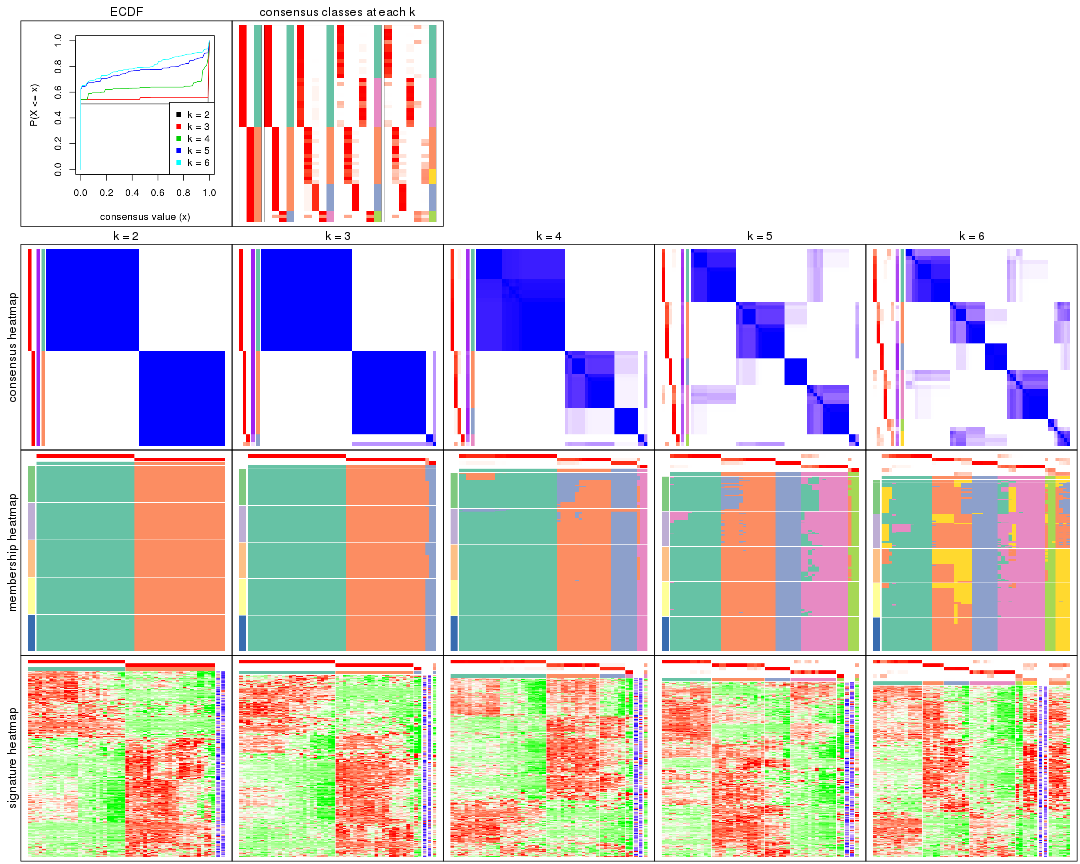 ECDF
consensus classes at each k
P(X <= x)
1.0
0.8
0.6
0.4
0.2
0.0
k = 2
k = 3
k = 4
k = 5
k = 6
0.0 0.2 0.4 0.6 0.8 1.0
consensus value (x)
k = 2 k = 3 k = 4 k = 5 k = 6
consensus heatmap
membership heatmap
signature heatmap